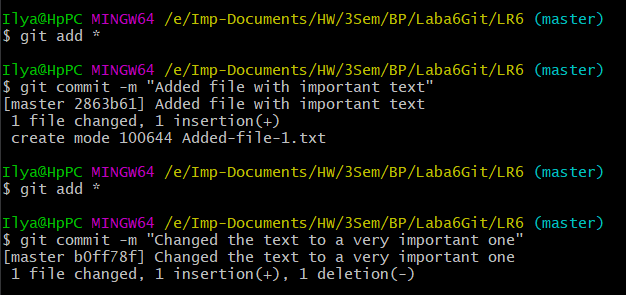 Ilya@HpPC MINGW64 /e/Imp-Documents/HW/3Sem/BP/Laba6Git/LR6 (master)
$ git add *
Ilya@HpPC MINGW64 /e/Imp-Documents/HW/3Sem/BP/Laba6Git/LR6 (master)
$ git commit -m "Added file with important text"
[master 2863b61] Added file with important text
 1 file changed, 1 insertion(+)
 create mode 100644 Added-file-1.txt
Ilya@HpPC MINGW64 /e/Imp-Documents/HW/3Sem/BP/Laba6Git/LR6 (master)
$ git add *
Ilya@HpPC MINGW64 /e/Imp-Documents/HW/3Sem/BP/Laba6Git/LR6 (master)
$ git commit -m "Changed the text to a very important one"
[master b0ff78f] Changed the text to a very important one
 1 file changed, 1 insertion(+), 1 deletion(-)